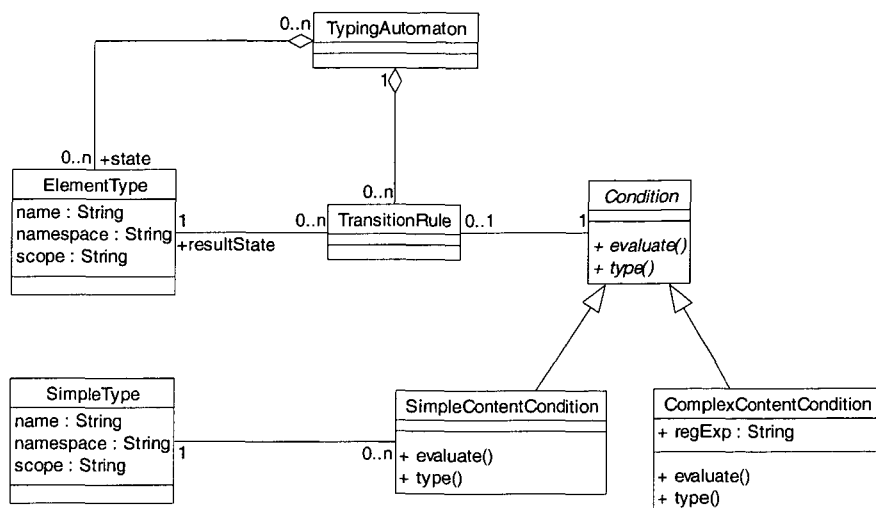 0..n
TypingAutomaton
1
0..n
+state
0..n
ElementType
name : String
namespace : String
scope : String
1
+resultState
0..n
TransitionRule
0..1
1
Condition
+ evaluate()
+ type()
SimpleType
name : String
namespace : String
scope : String
1
0..n
SimpleContentCondition
+ evaluate()
+ type()
ComplexContentCondition
+ regExp : String
+ evaluate()
+ type()